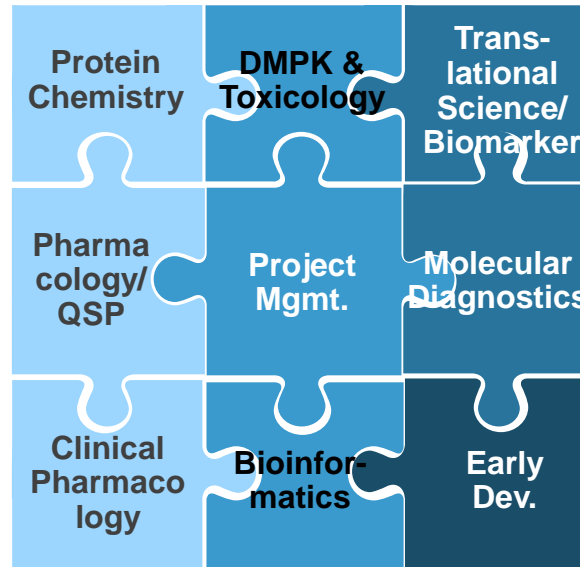 Protein
Chemistry
DMPK &
Toxicology
Trans-
lational
Science/
Biomarker
Pharma
cology/
QSP
Project
Mgmt.
Molecular
Diagnostics
Clinical
Pharmaco
logy
Bioinfor-
matics
Early
Dev.